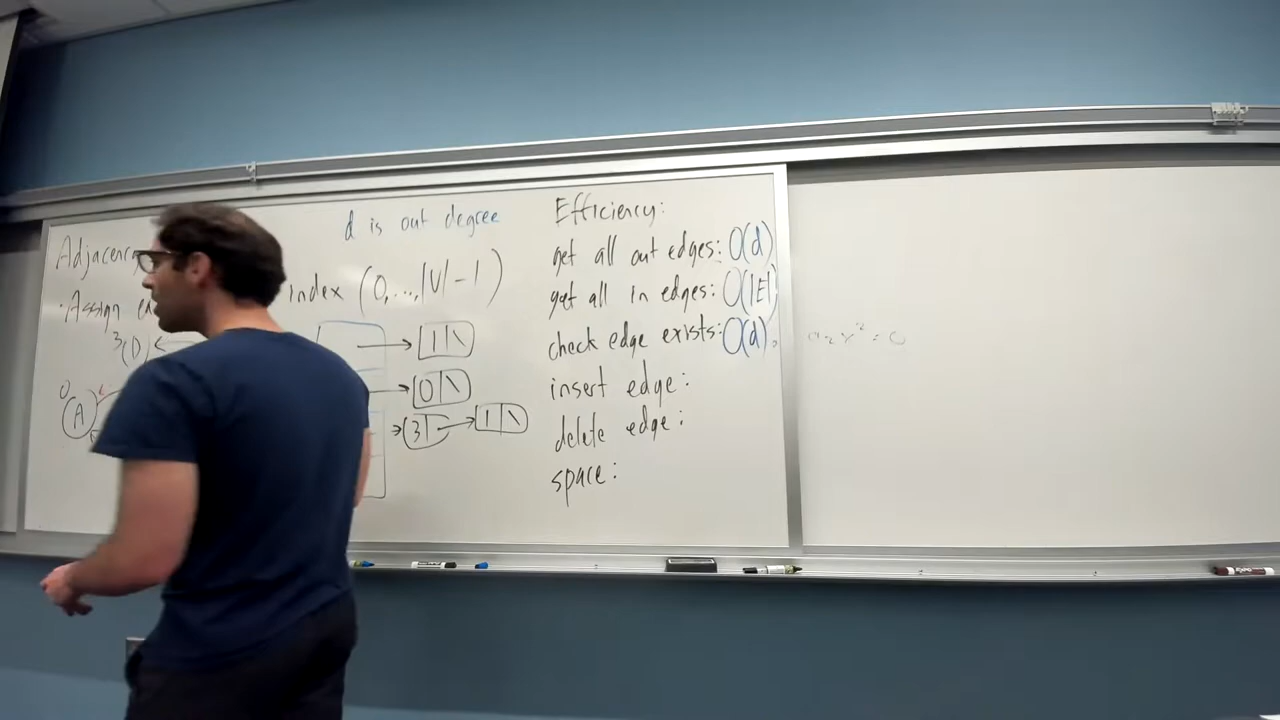 d is out degree
Adjacenc
· Assign index (0,...,|V|-1)
3 D
0 A
1 \
0 \
3 1 \
Efficiency:
get all out edges: O(d)
get all in edges: O(|E|)
check edge exists: O(d).
insert edge:
delete edge:
space: